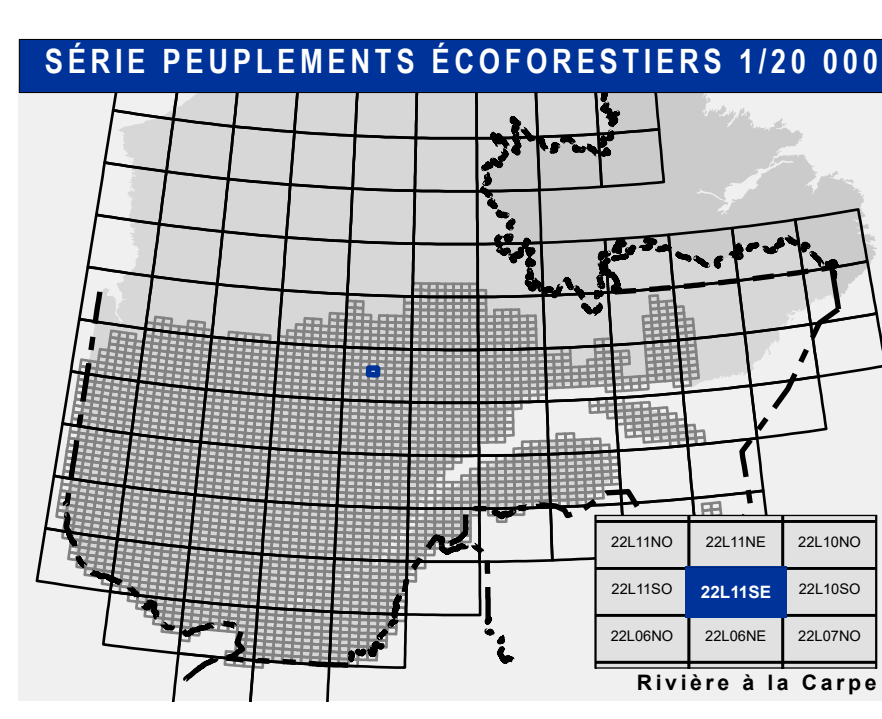 SÉRIE PEUPLEMENTS ÉCOFORESTIERS 1/20 000
22L11NO 22L11NE 22L10NO
22L11SO 22L11SE 22L10SO
22L06NO 22L06NE 22L07NO
Rivière à la Carpe